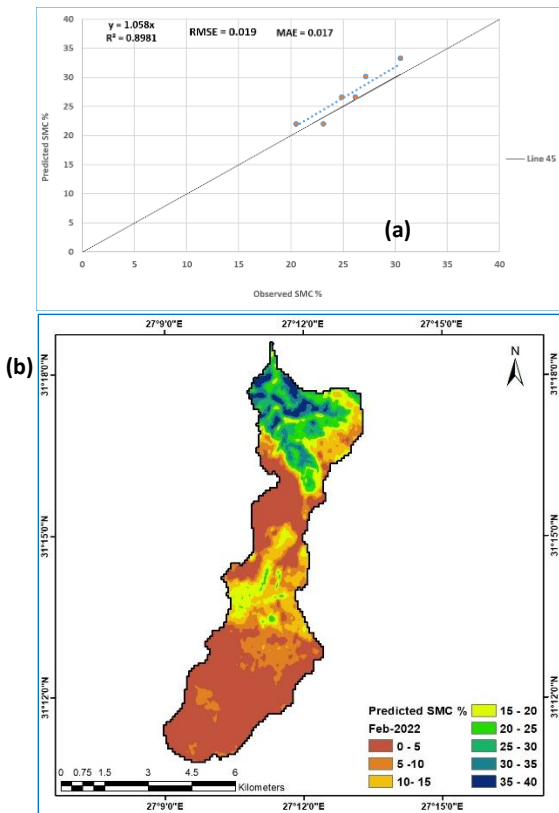 y = 1.058x
R² = 0.8981
RMSE = 0.019
MAE = 0.017
40
35
30
25
20
15
10
5
0
Predicted SMC %
0 5 10 15 20 25 30 35 40
Observed SMC %
Line 45
(a)
(b)
27°9'0"E 27°12'0"E 27°15'0"E
31°18'0"N 31°18'0"N
31°15'0"N 31°15'0"N
31°12'0"N 31°12'0"N
N
Predicted SMC %
Feb-2022
0 - 5
5 -10
10- 15
15 - 20
20 - 25
25 - 30
30 - 35
35 - 40
0 0.75 1.5 3 4.5 6
Kilometers
27°9'0"E 27°12'0"E 27°15'0"E